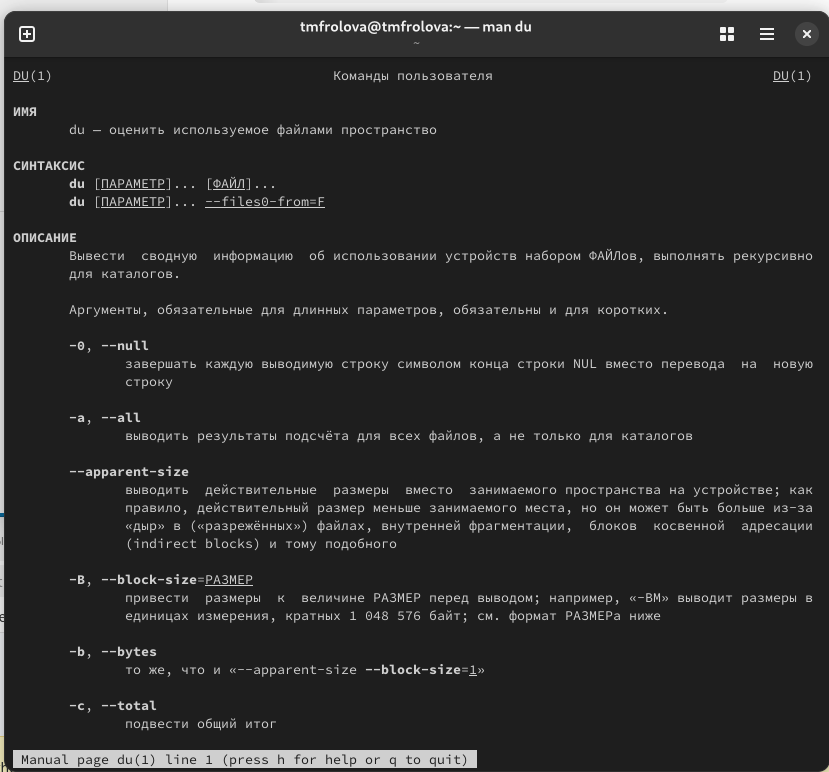 tmfrolova@tmfrolova:~ — man du
~
DU(1) Команды пользователя DU(1)
ИМЯ
du — оценить используемое файлами пространство
СИНТАКСИС
du [ПАРАМЕТР]... [ФАЙЛ]...
du [ПАРАМЕТР]... --files0-from=F
ОПИСАНИЕ
Вывести сводную информацию об использовании устройств набором ФАЙЛов, выполнять рекурсивно
для каталогов.
Аргументы, обязательные для длинных параметров, обязательны и для коротких.
-0, --null
завершать каждую выводимую строку символом конца строки NUL вместо перевода на новую
строку
-a, --all
выводить результаты подсчёта для всех файлов, а не только для каталогов
--apparent-size
выводить действительные размеры вместо занимаемого пространства на устройстве; как
правило, действительный размер меньше занимаемого места, но он может быть больше из-за
«дыр» в («разрежённых») файлах, внутренней фрагментации, блоков косвенной адресации
(indirect blocks) и тому подобного
-B, --block-size=РАЗМЕР
привести размеры к величине РАЗМЕР перед выводом; например, «-BM» выводит размеры в
единицах измерения, кратных 1 048 576 байт; см. формат РАЗМЕРа ниже
-b, --bytes
то же, что и «--apparent-size --block-size=1»
-c, --total
подвести общий итог
Manual page du(1) line 1 (press h for help or q to quit)